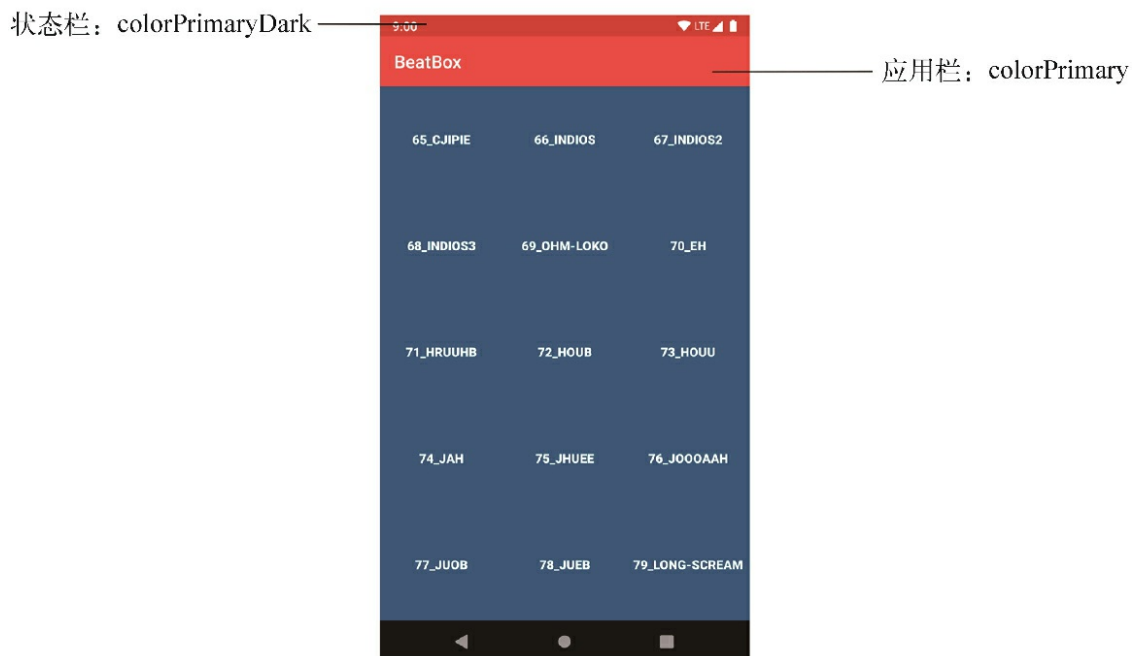 状态栏：colorPrimaryDark
9:00 LTE
BeatBox
应用栏：colorPrimary
65_CJIPIE 66_INDIOS 67_INDIOS2
68_INDIOS3 69_OHM-LOKO 70_EH
71_HRUUHB 72_HOUB 73_HOUU
74_JAH 75_JHUEE 76_JOOOAAH
77_JUOB 78_JUEB 79_LONG-SCREAM